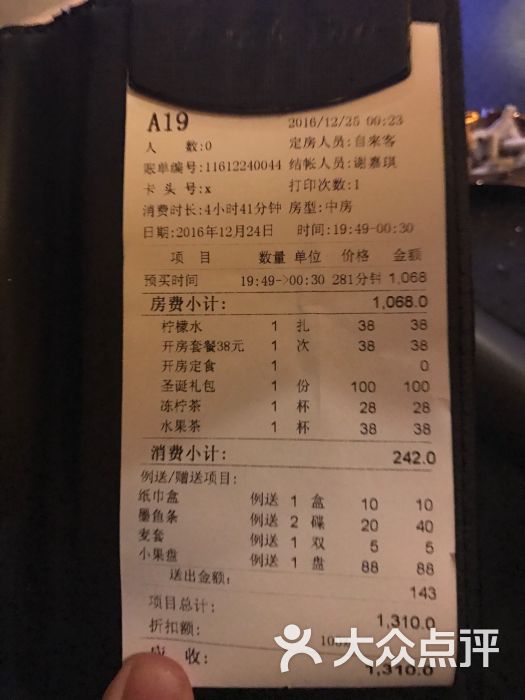 A19
2016/12/25 00:23
人 数:0 定房人员:自来客
账单编号:11612240044 结帐人员:谢嘉琪
卡头号:x 打印次数:1
消费时长:4小时41分钟 房型:中房
日期:2016年12月24日 时间:19:49-00:30
项 目 数量 单位 价格 金额
预买时间 19:49->00:30 281分钟 1,068
房费小计: 1,068.0
柠檬水 1 扎 38 38
开房套餐38元 1 次 38 38
开房定食 1 0
圣诞礼包 1 份 100 100
冻柠茶 1 杯 28 28
水果茶 1 杯 38 38
消费小计: 242.0
例送/赠送项目:
纸巾盒 例送 1 盒 10 10
墨鱼条 例送 2 碟 20 40
麦套 例送 1 双 5 5
小果盘 例送 1 盘 88 88
送出金额: 143
项目总计: 1,310.0
折扣额:
应 收: 1,310.0
大众点评